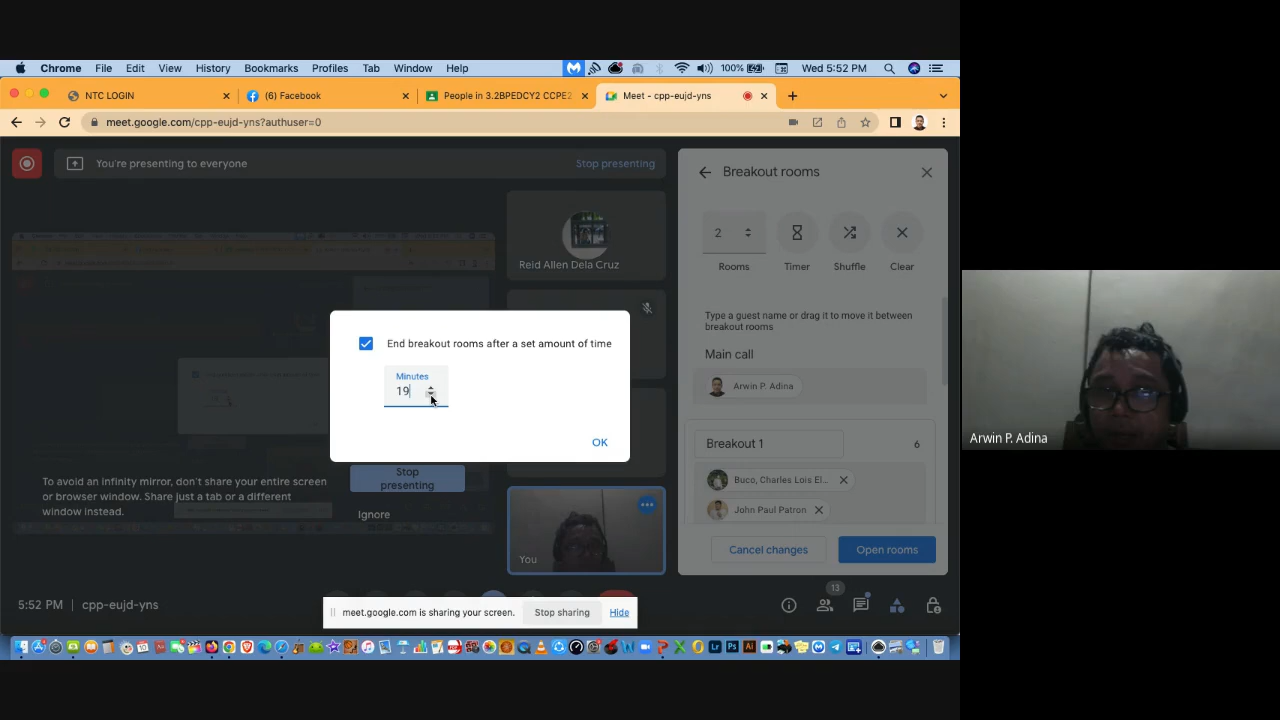 Chrome File Edit View History Bookmarks Profiles Tab Window Help 100% Wed 5:52 PM
NTC LOGIN
(6) Facebook
People in 3.2BPEDCY2 CCPE2
Meet - cpp-eujd-yns
meet.google.com/cpp-eujd-yns?authuser=0
You're presenting to everyone
Stop presenting
Breakout rooms
2
Rooms
Timer
Shuffle
Clear
Reid Allen Dela Cruz
Type a guest name or drag it to move it between
breakout rooms
Main call
Arwin P. Adina
End breakout rooms after a set amount of time
Minutes
19
OK
Breakout 1
6
Buco, Charles Lois El...
John Paul Patron
To avoid an infinity mirror, don't share your entire screen
or browser window. Share just a tab or a different
window instead.
Stop
presenting
Ignore
You
Cancel changes
Open rooms
5:52 PM | cpp-eujd-yns
meet.google.com is sharing your screen.
Stop sharing
Hide
13
Arwin P. Adina